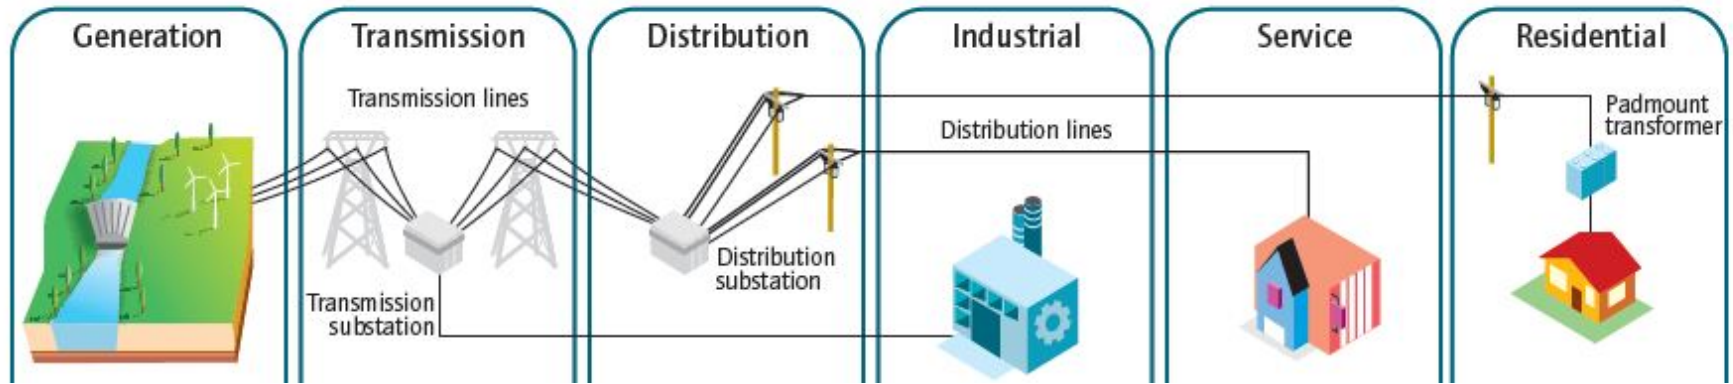 Generation
Transmission
Distribution
Industrial
Service
Residential
Transmission lines
Transmission
substation
Distribution
substation
Distribution lines
Padmount
transformer